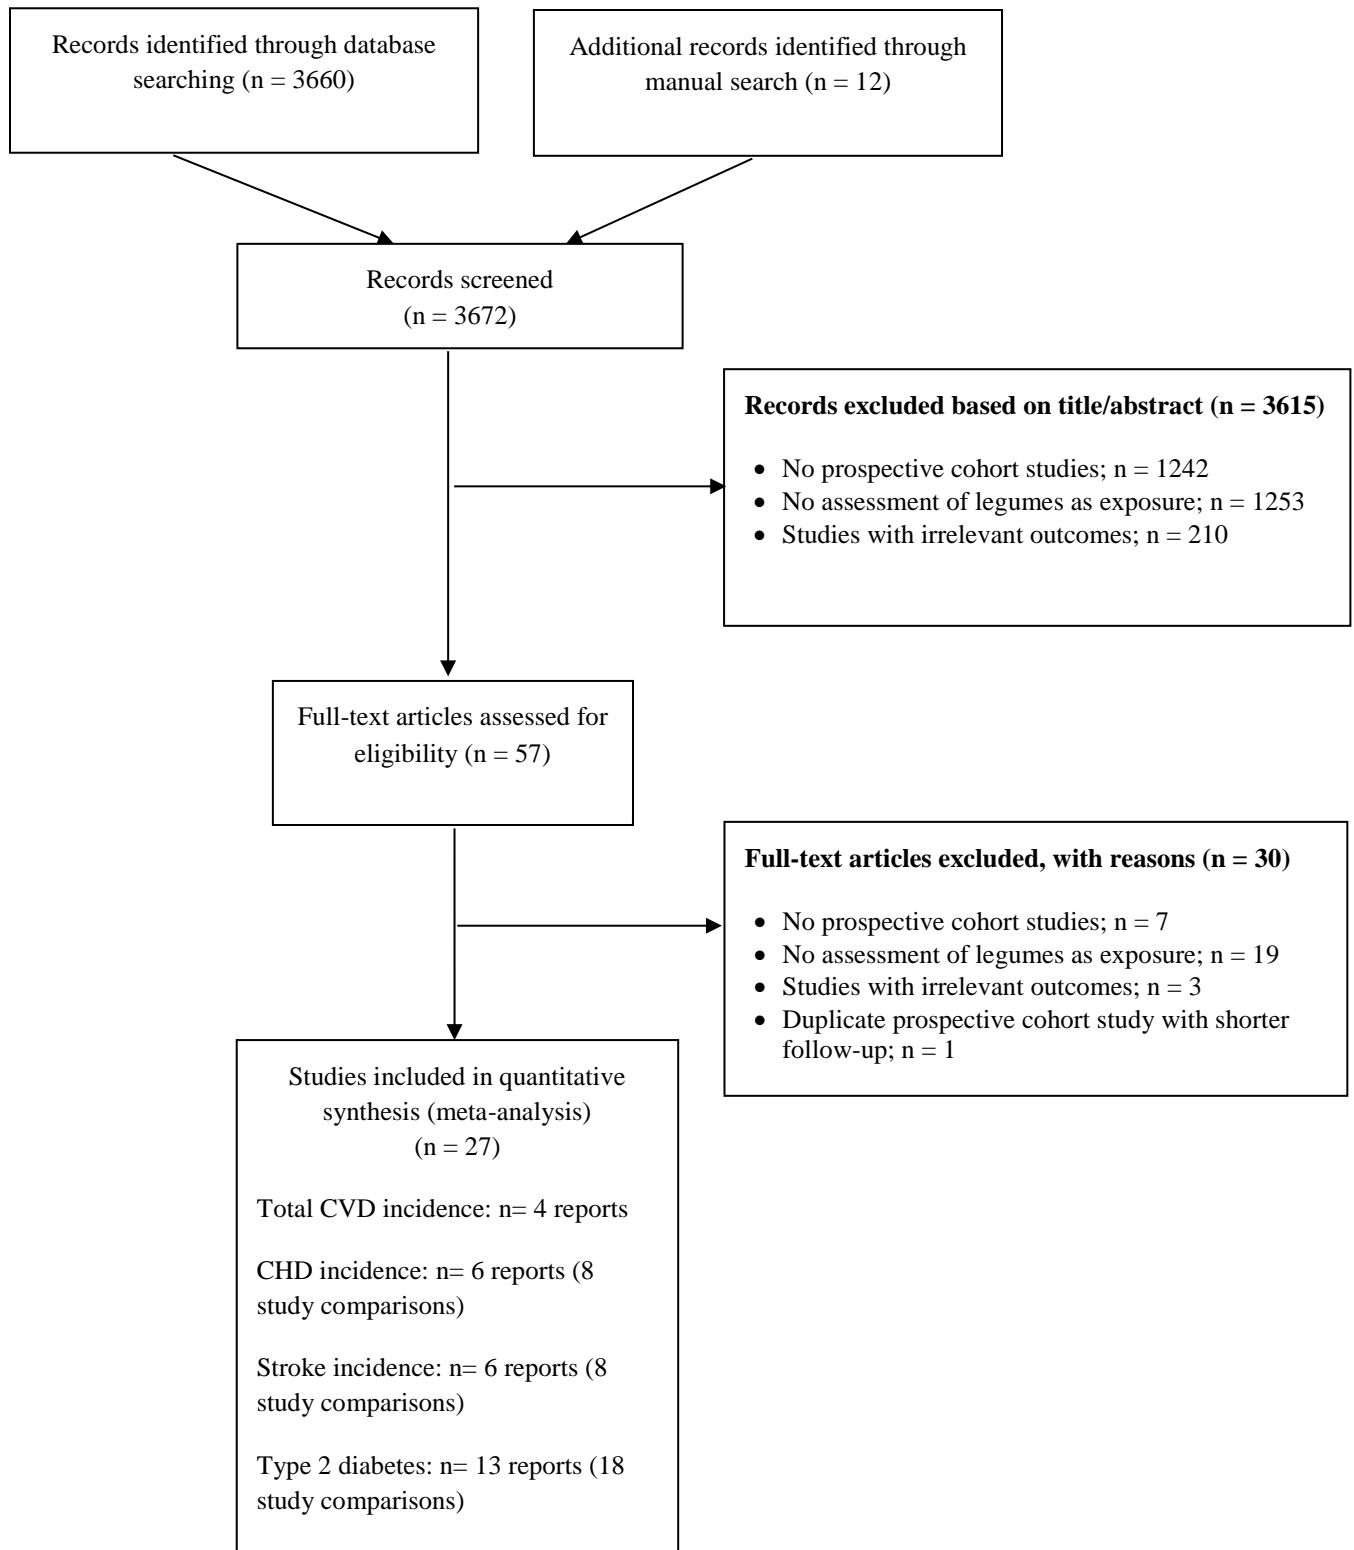 Records identified through database
searching (n = 3660)
Additional records identified through
manual search (n = 12)
Records screened
(n = 3672)
Records excluded based on title/abstract (n = 3615)
• No prospective cohort studies; n = 1242
• No assessment of legumes as exposure; n = 1253
• Studies with irrelevant outcomes; n = 210
Full-text articles assessed for
eligibility (n = 57)
Full-text articles excluded, with reasons (n = 30)
• No prospective cohort studies; n = 7
• No assessment of legumes as exposure; n = 19
• Studies with irrelevant outcomes; n = 3
• Duplicate prospective cohort study with shorter
follow-up; n = 1
Studies included in quantitative
synthesis (meta-analysis)
(n = 27)
Total CVD incidence: n= 4 reports
CHD incidence: n= 6 reports (8
study comparisons)
Stroke incidence: n= 6 reports (8
study comparisons)
Type 2 diabetes: n= 13 reports (18
study comparisons)